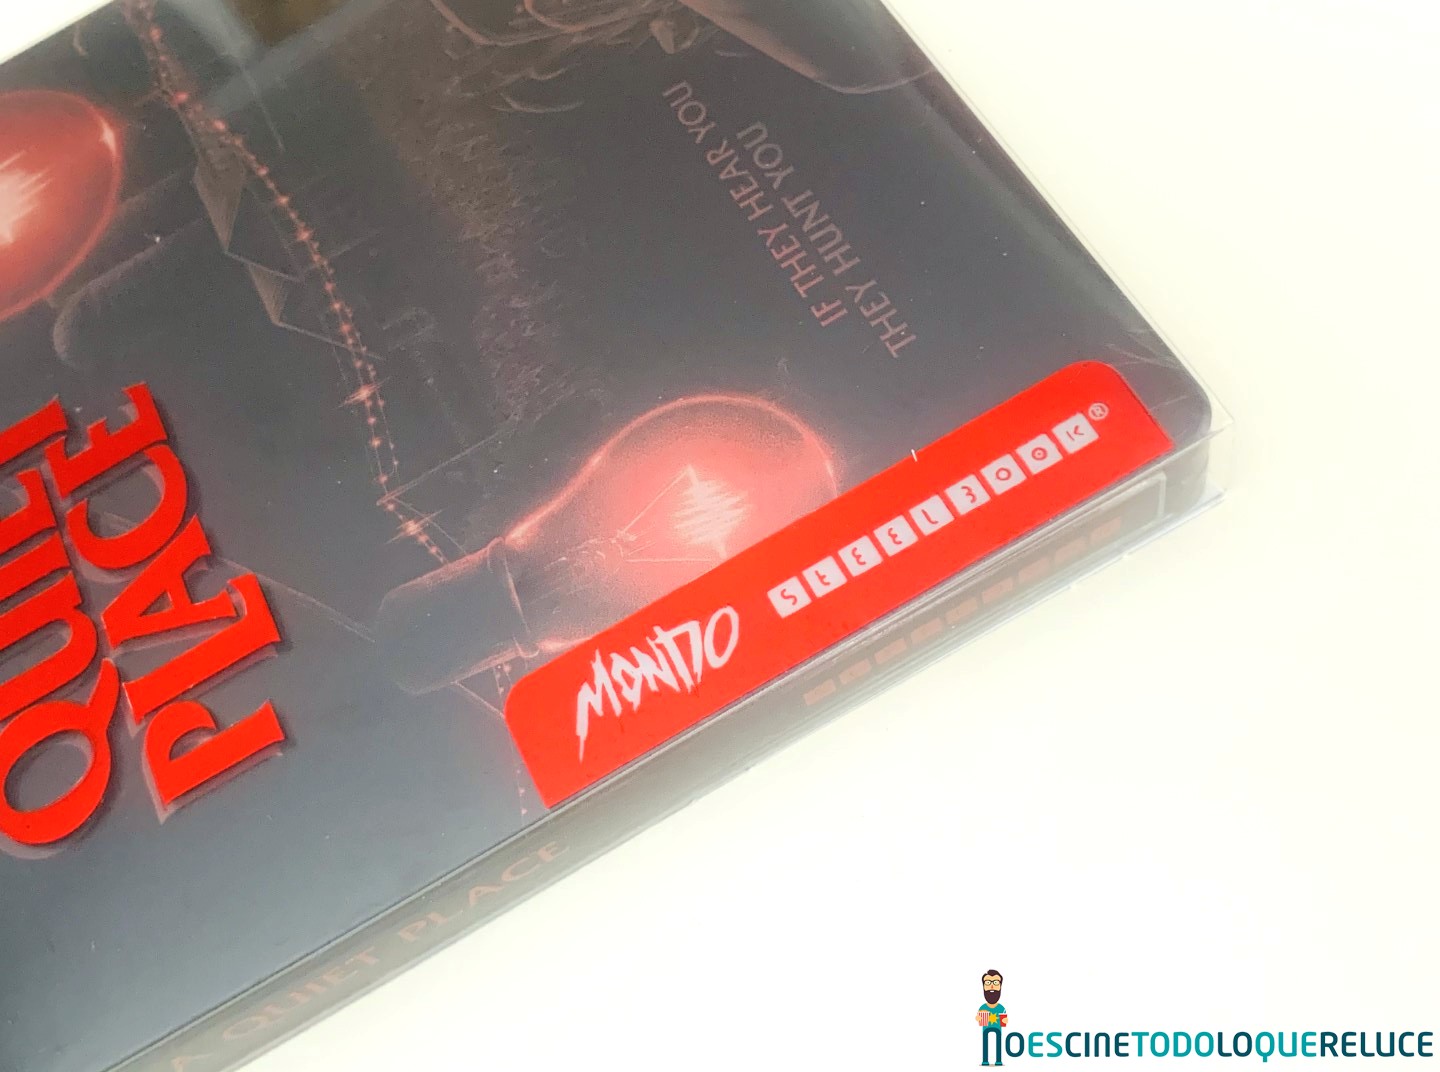 QUIET
PLACE
IF THEY HEAR YOU
THEY HUNT YOU
MONDO STEELBOOK®
A QUIET PLACE
NOESCINETODOLOQUERELUCE